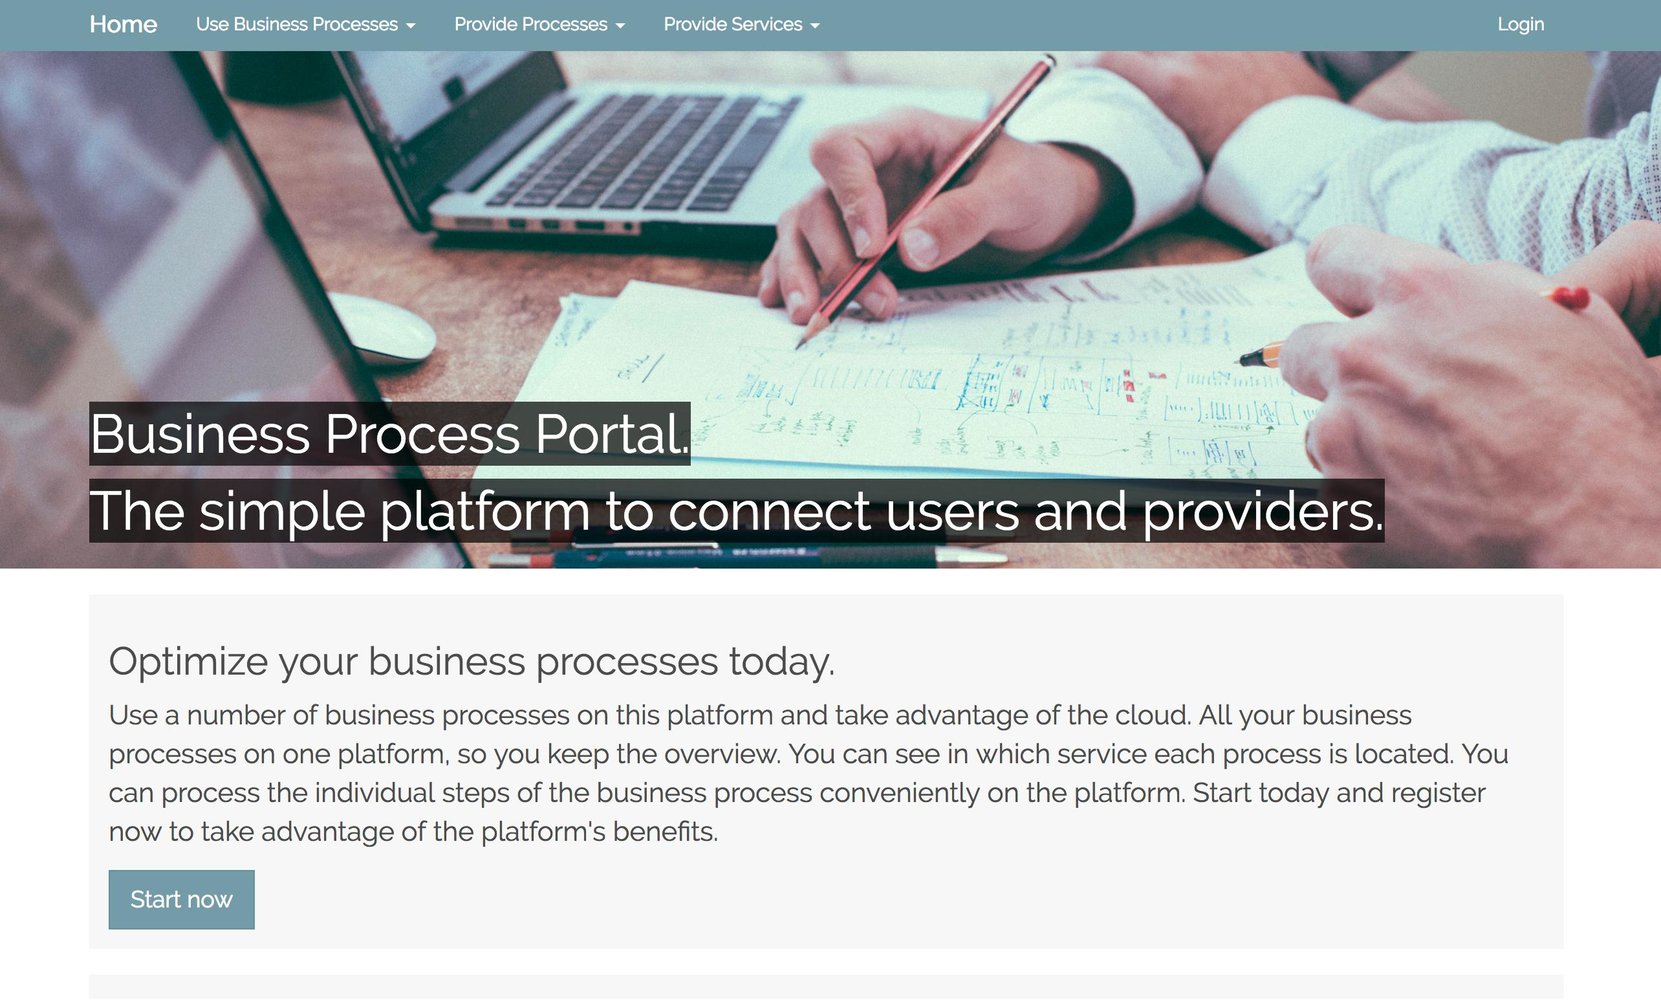 Home Use Business Processes Provide Processes Provide Services Login
Business Process Portal.
The simple platform to connect users and providers.
Optimize your business processes today.
Use a number of business processes on this platform and take advantage of the cloud. All your business
processes on one platform, so you keep the overview. You can see in which service each process is located. You
can process the individual steps of the business process conveniently on the platform. Start today and register
now to take advantage of the platform's benefits.
Start now